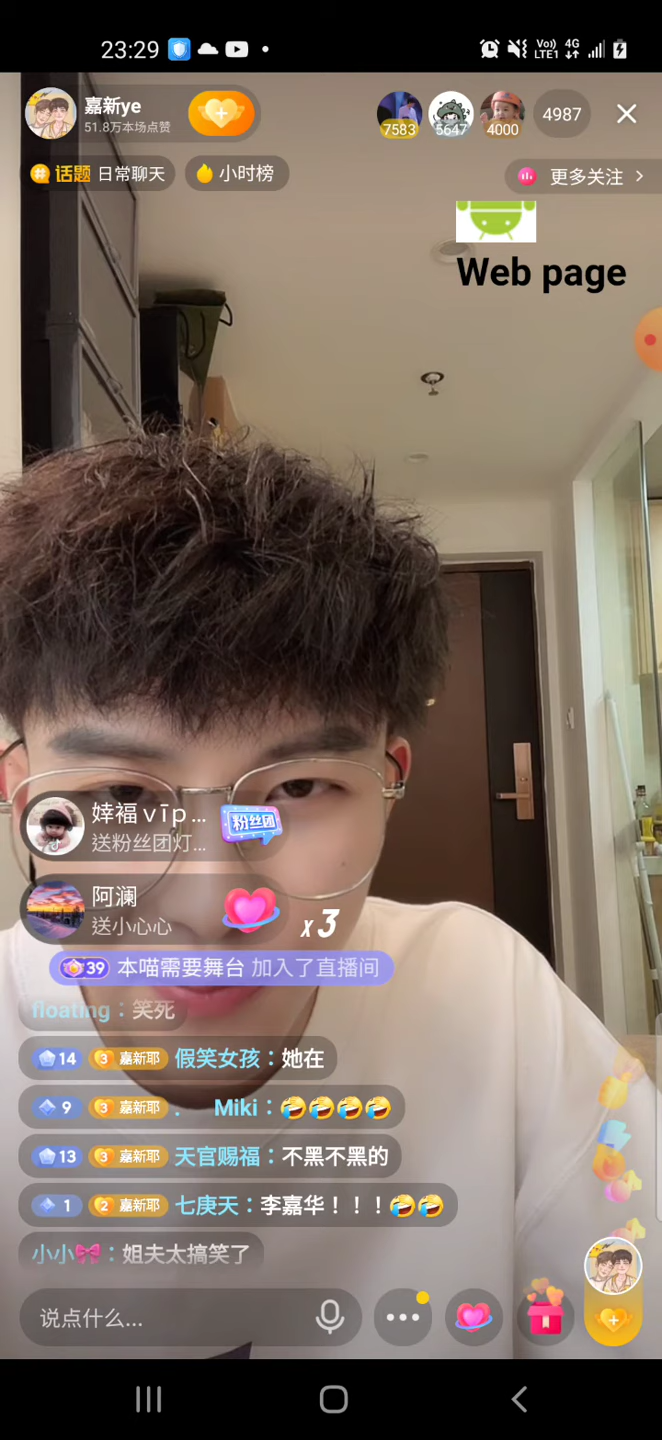 23:29
Vo)) 4G
LTE1
嘉新ye
51.8万本场点赞
7583
5647
4000
4987
话题 日常聊天
小时榜
更多关注
Web page
婞福 vīp...
送粉丝团灯...
粉丝团
阿澜
送小心心
x 3
39 本喵需要舞台 加入了直播间
floating：笑死
14 3 嘉新耶 假笑女孩：她在
9 3 嘉新耶 . Miki：🤣🤣🤣🤣
13 3 嘉新耶 天官赐福：不黑不黑的
1 2 嘉新耶 七庚天：李嘉华！！！🤣🤣
小小🎀：姐夫太搞笑了
说点什么...